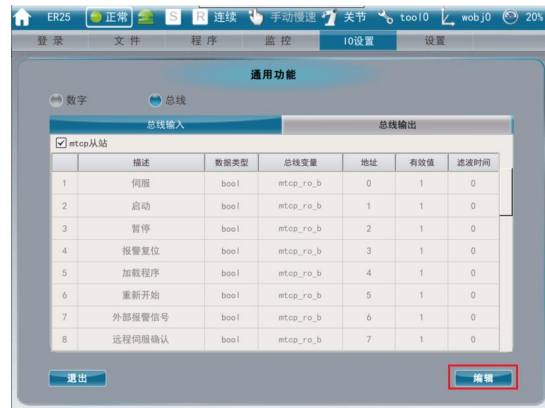 ER25 正常 S R 连续 手动慢速 关节 tool0 wobj0 20%
登录 文件 程序 监控 IO设置 设置
通用功能
数字 总线
总线输入 总线输出
mtcp从站
描述 数据类型 总线变量 地址 有效值 滤波时间
1 伺服 bool mtcp_ro_b 0 1 0
2 启动 bool mtcp_ro_b 1 1 0
3 暂停 bool mtcp_ro_b 2 1 0
4 报警复位 bool mtcp_ro_b 3 1 0
5 加载程序 bool mtcp_ro_b 4 1 0
6 重新开始 bool mtcp_ro_b 5 1 0
7 外部报警信号 bool mtcp_ro_b 6 1 0
8 远程伺服确认 bool mtcp_ro_b 7 1 0
退出 编辑